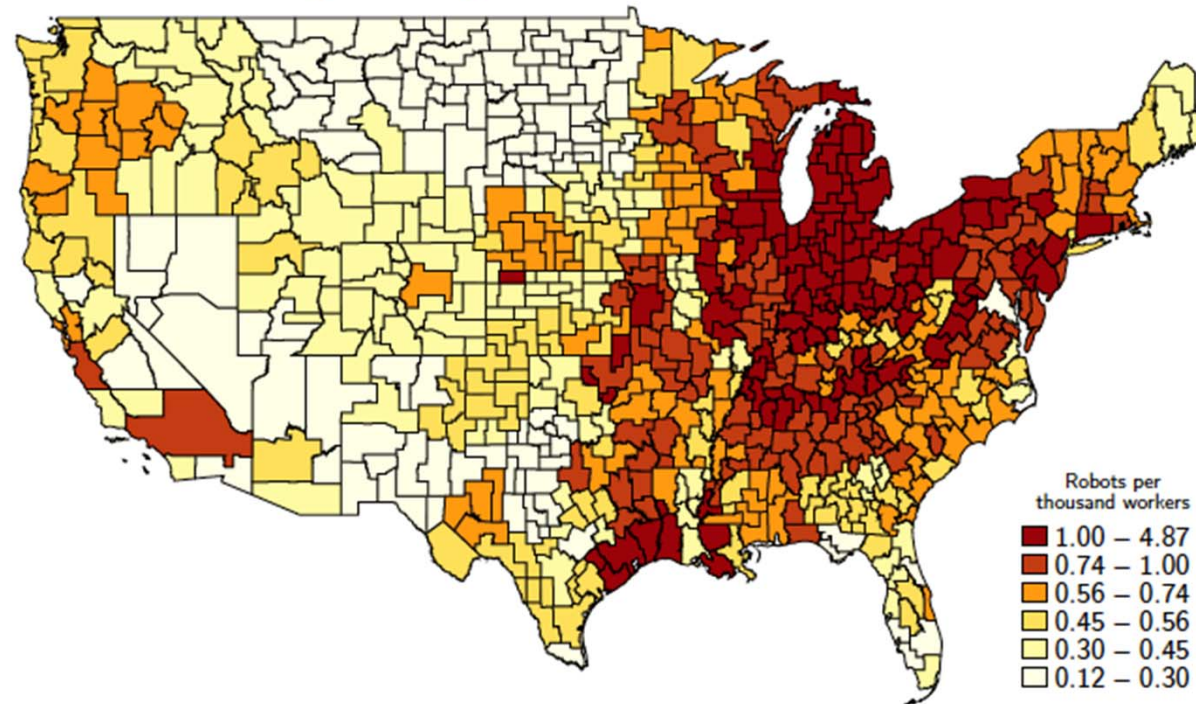 Robots per
thousand workers
1.00 – 4.87
0.74 – 1.00
0.56 – 0.74
0.45 – 0.56
0.30 – 0.45
0.12 – 0.30